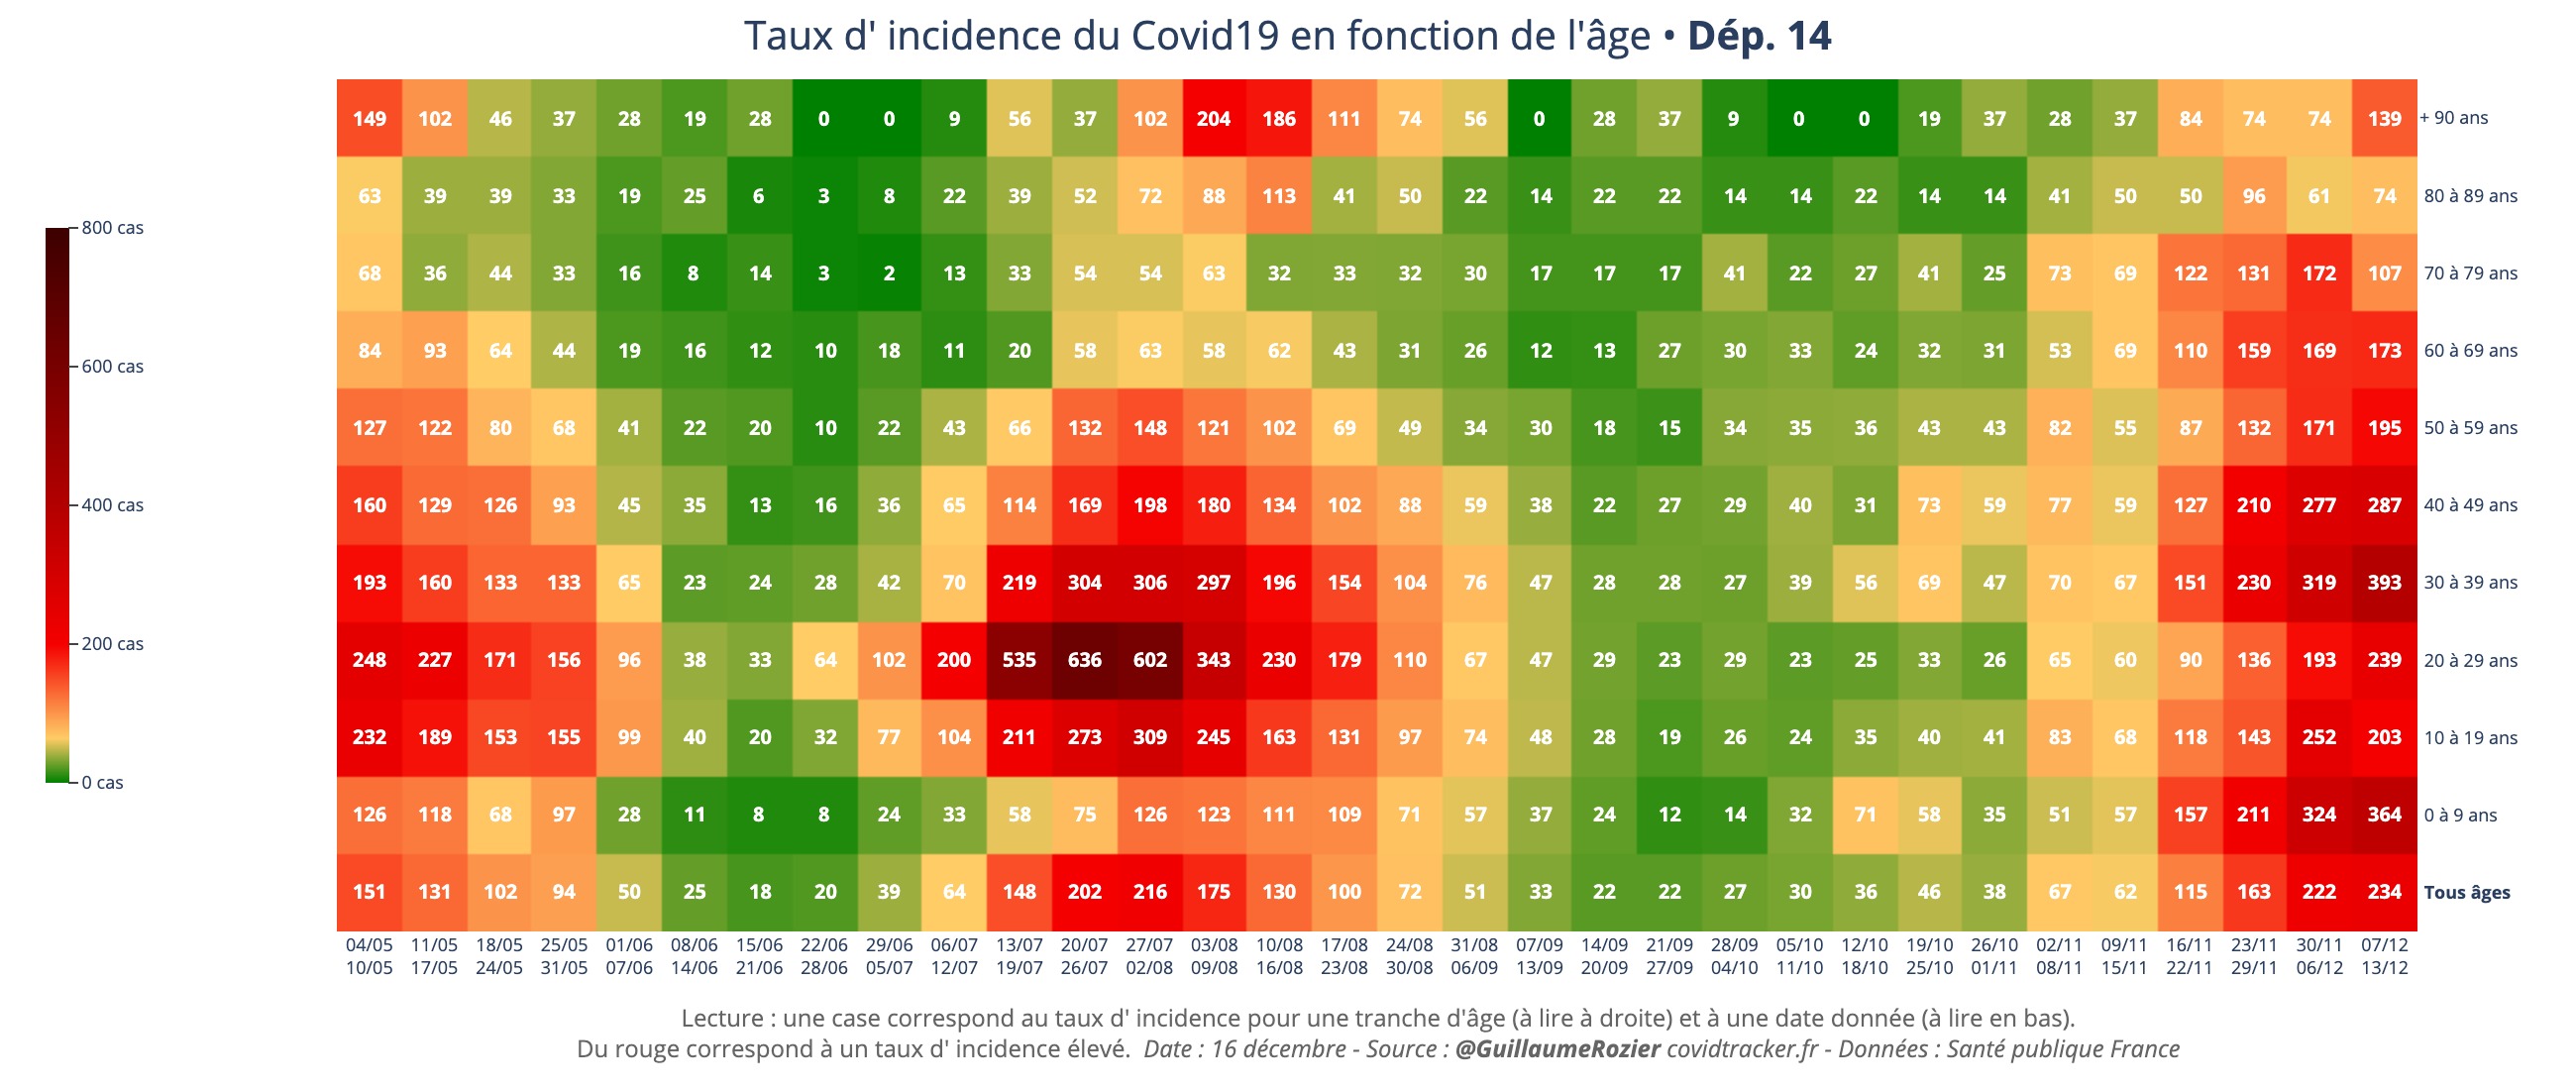 Taux d' incidence du Covid19 en fonction de l'âge • Dép. 14
800 cas
600 cas
400 cas
200 cas
0 cas
149 102 46 37 28 19 28 0 0 9 56 37 102 204 186 111 74 56 0 28 37 9 0 0 19 37 28 37 84 74 74 139 + 90 ans
63 39 39 33 19 25 6 3 8 22 39 52 72 88 113 41 50 22 14 22 22 14 14 22 14 14 41 50 50 96 61 74 80 à 89 ans
68 36 44 33 16 8 14 3 2 13 33 54 54 63 32 33 32 30 17 17 17 41 22 27 41 25 73 69 122 131 172 107 70 à 79 ans
84 93 64 44 19 16 12 10 18 11 20 58 63 58 62 43 31 26 12 13 27 30 33 24 32 31 53 69 110 159 169 173 60 à 69 ans
127 122 80 68 41 22 20 10 22 43 66 132 148 121 102 69 49 34 30 18 15 34 35 36 43 43 82 55 87 132 171 195 50 à 59 ans
160 129 126 93 45 35 13 16 36 65 114 169 198 180 134 102 88 59 38 22 27 29 40 31 73 59 77 59 127 210 277 287 40 à 49 ans
193 160 133 133 65 23 24 28 42 70 219 304 306 297 196 154 104 76 47 28 28 27 39 56 69 47 70 67 151 230 319 393 30 à 39 ans
248 227 171 156 96 38 33 64 102 200 535 636 602 343 230 179 110 67 47 29 23 29 23 25 33 26 65 60 90 136 193 239 20 à 29 ans
232 189 153 155 99 40 20 32 77 104 211 273 309 245 163 131 97 74 48 28 19 26 24 35 40 41 83 68 118 143 252 203 10 à 19 ans
126 118 68 97 28 11 8 8 24 33 58 75 126 123 111 109 71 57 37 24 12 14 32 71 58 35 51 57 157 211 324 364 0 à 9 ans
151 131 102 94 50 25 18 20 39 64 148 202 216 175 130 100 72 51 33 22 22 27 30 36 46 38 67 62 115 163 222 234 Tous âges
04/05 11/05 18/05 25/05 01/06 08/06 15/06 22/06 29/06 06/07 13/07 20/07 27/07 03/08 10/08 17/08 24/08 31/08 07/09 14/09 21/09 28/09 05/10 12/10 19/10 26/10 02/11 09/11 16/11 23/11 30/11 07/12
10/05 17/05 24/05 31/05 07/06 14/06 21/06 28/06 05/07 12/07 19/07 26/07 02/08 09/08 16/08 23/08 30/08 06/09 13/09 20/09 27/09 04/10 11/10 18/10 25/10 01/11 08/11 15/11 22/11 29/11 06/12 13/12
Lecture : une case correspond au taux d' incidence pour une tranche d'âge (à lire à droite) et à une date donnée (à lire en bas).
Du rouge correspond à un taux d' incidence élevé. Date : 16 décembre - Source : @GuillaumeRozier covidtracker.fr - Données : Santé publique France